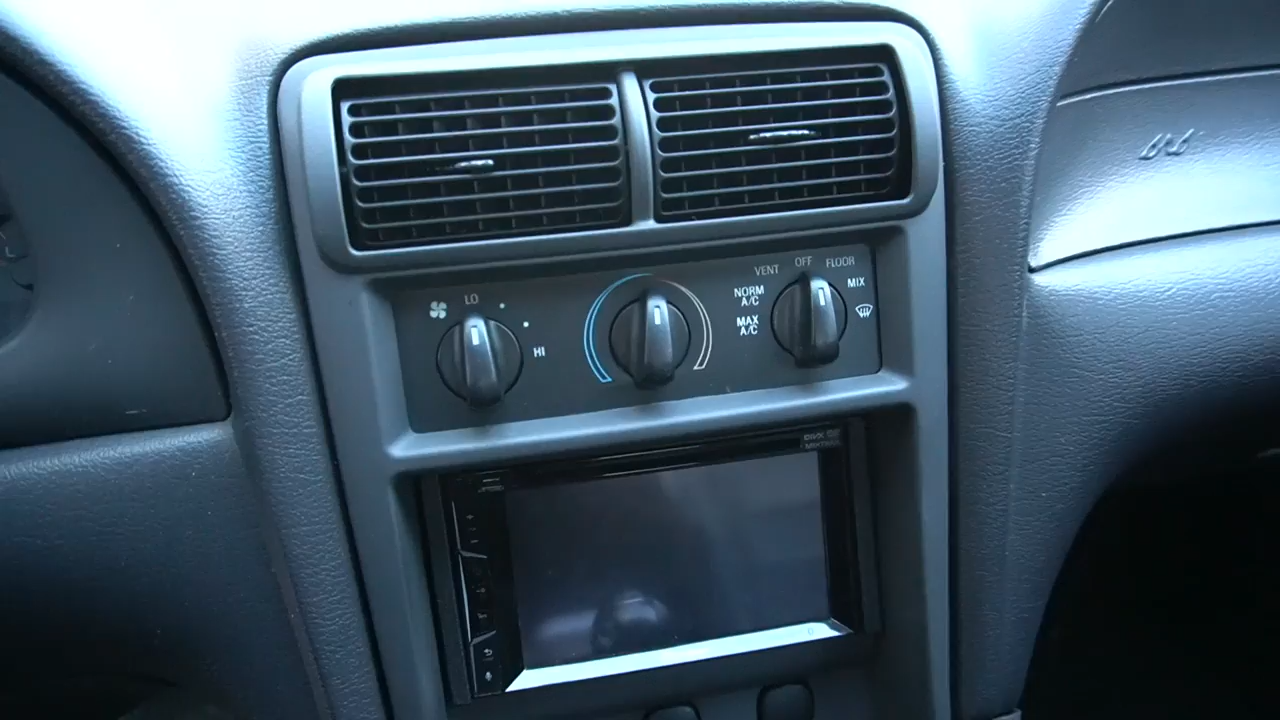 VENT OFF FLOOR
LO
NORM
A/C
MIX
MAX
A/C
HI